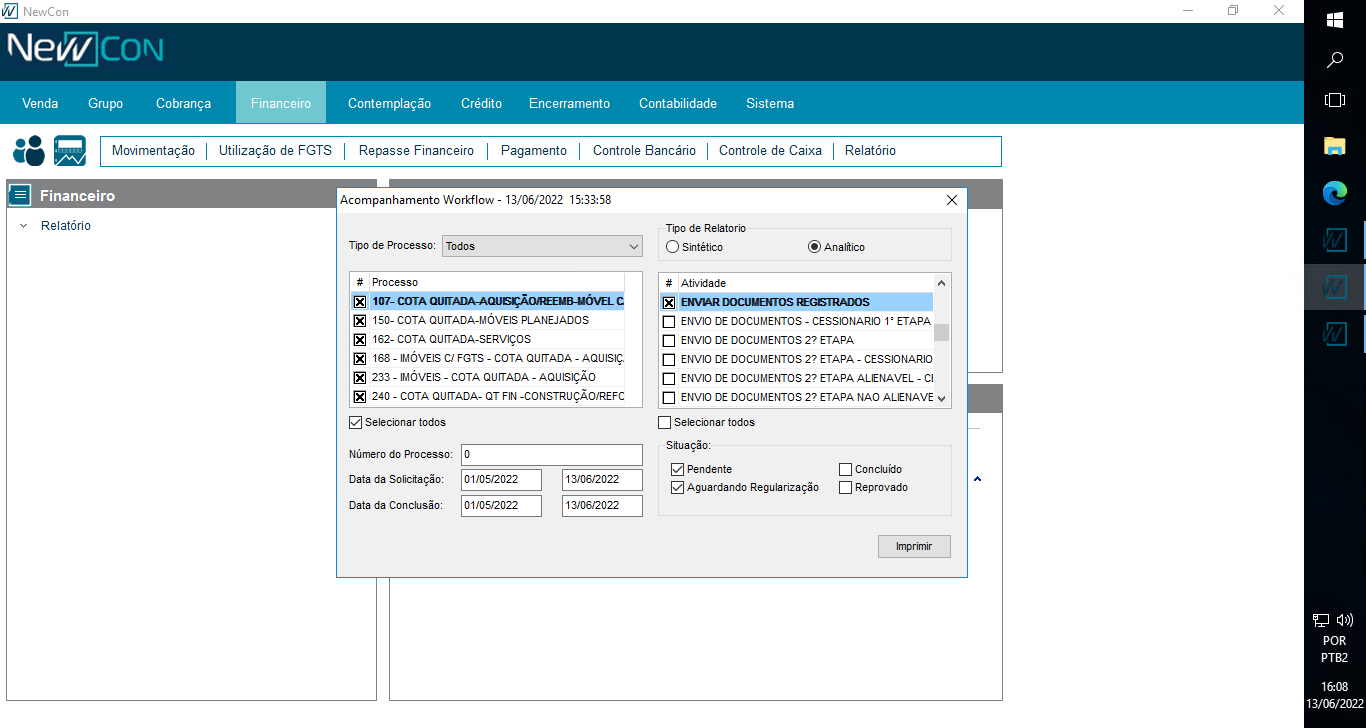 NewCon
NEWCON
Venda Grupo Cobrança Financeiro Contemplação Crédito Encerramento Contabilidade Sistema
Movimentação Utilização de FGTS Repasse Financeiro Pagamento Controle Bancário Controle de Caixa Relatório
Financeiro
Relatório
Acompanhamento Workflow - 13/06/2022 15:33:58
Tipo de Processo: Todos
Tipo de Relatorio
Sintético Analítico
# Processo
107- COTA QUITADA-AQUISIÇÃO/REEMB-MÓVEL C
150- COTA QUITADA-MÓVEIS PLANEJADOS
162- COTA QUITADA-SERVIÇOS
168 - IMÓVEIS C/ FGTS - COTA QUITADA - AQUISIÇ
233 - IMÓVEIS - COTA QUITADA - AQUISIÇÃO
240 - COTA QUITADA- QT FIN -CONSTRUÇÃO/REFO
Selecionar todos
# Atividade
ENVIAR DOCUMENTOS REGISTRADOS
ENVIO DE DOCUMENTOS - CESSIONARIO 1° ETAPA
ENVIO DE DOCUMENTOS 2? ETAPA
ENVIO DE DOCUMENTOS 2? ETAPA - CESSIONARIO
ENVIO DE DOCUMENTOS 2? ETAPA ALIENAVEL - CI
ENVIO DE DOCUMENTOS 2? ETAPA NAO ALIENAVE
Selecionar todos
Número do Processo: 0
Data da Solicitação: 01/05/2022 13/06/2022
Data da Conclusão: 01/05/2022 13/06/2022
Situação:
Pendente Concluído
Aguardando Regularização Reprovado
Imprimir
POR
PTB2
16:08
13/06/2022